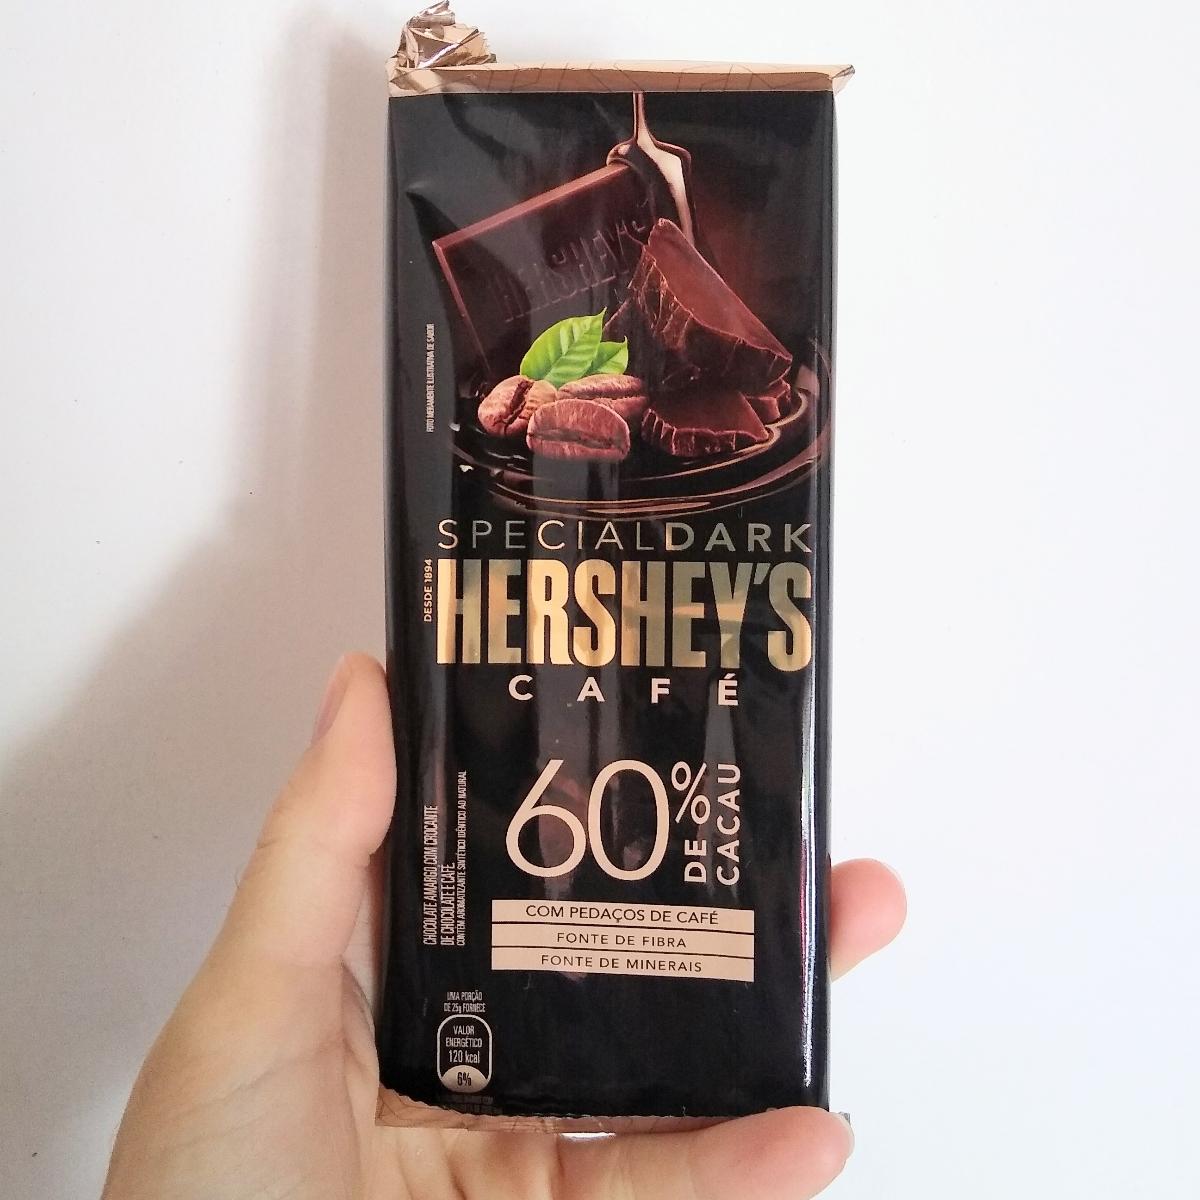 HERSHEY'S
FOTO MERAMENTE ILUSTRATIVA DE SABOR
SPECIALDARK
DESDE 1894
HERSHEY'S
CAFÉ
60% DE CACAU
CHOCOLATE AMARGO COM CROCANTE
DE CHOCOLATE E CAFÉ
CONTÉM AROMATIZANTE SINTÉTICO IDÊNTICO AO NATURAL
COM PEDAÇOS DE CAFÉ
FONTE DE FIBRA
FONTE DE MINERAIS
UMA PORÇÃO
DE 25g FORNECE
VALOR
ENERGÉTICO
120 kcal
6%